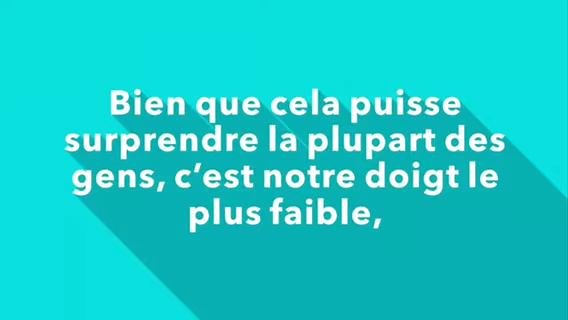 Bien que cela puisse
surprendre la plupart des
gens, c’est notre doigt le
plus faible,